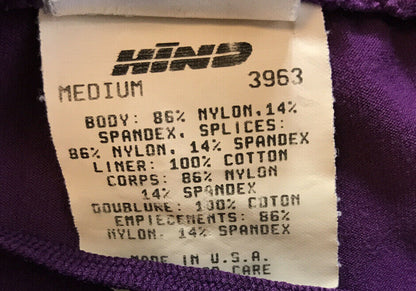 HIND
MEDIUM 3963
BODY: 86% NYLON, 14%
SPANDEX, SPLICES:
86% NYLON, 14% SPANDEX
LINER: 100% COTTON
CORPS: 86% NYLON
14% SPANDEX
DOUBLURE: 100% COTON
EMPIECEMENTS: 86%
NYLON, 14% SPANDEX
MADE IN U.S.A.
CARE